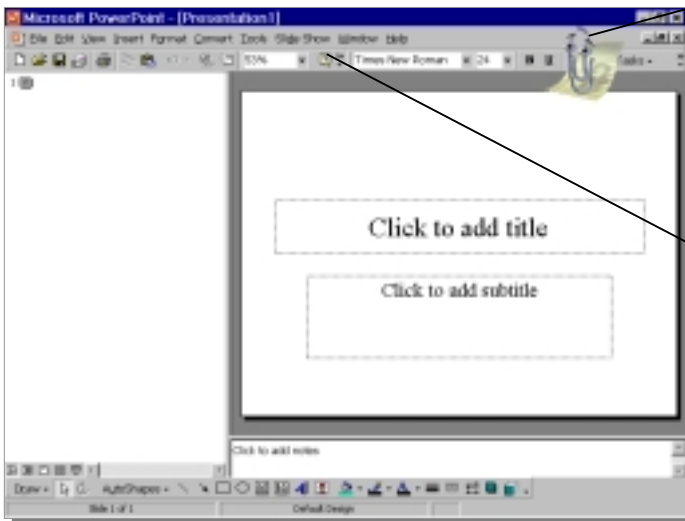 Microsoft PowerPoint - [Presentation1]
File Edit View Insert Format Convert Tools Slide Show Window Help
53% Times New Roman 24 B U Tasks
1
Click to add title
Click to add subtitle
Click to add notes
Draw AutoShapes
Slide 1 of 1 Default Design